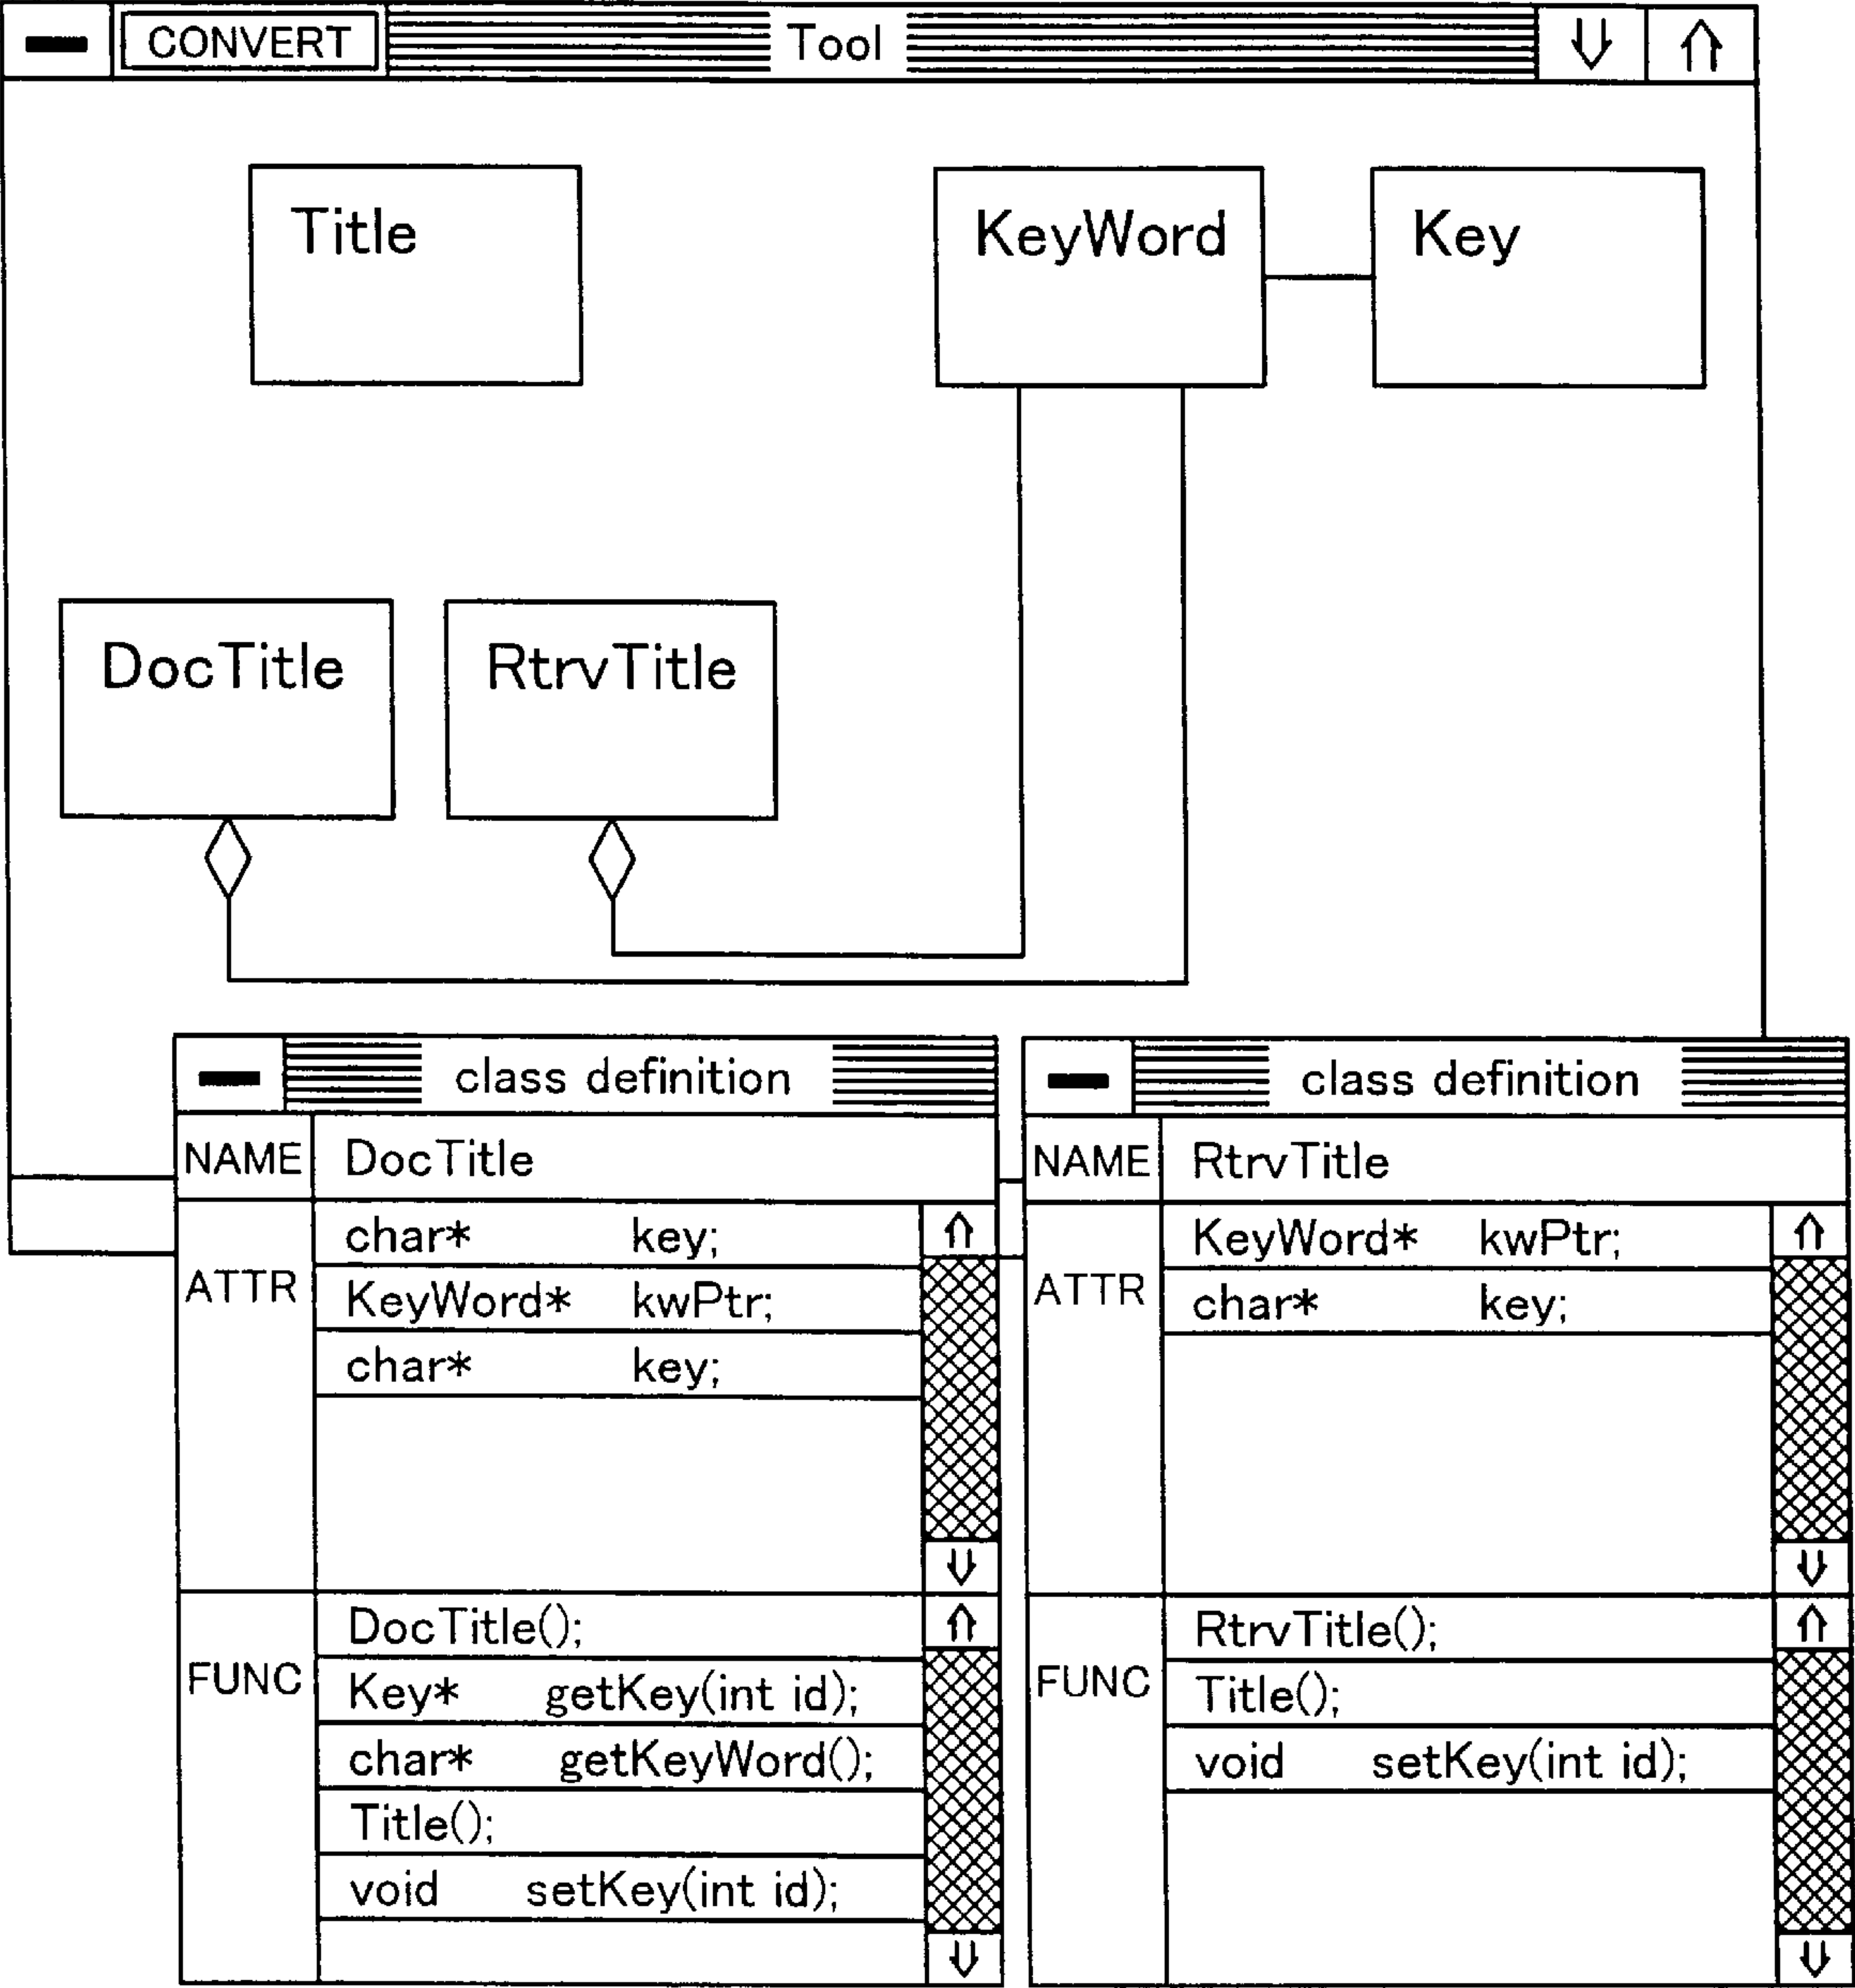 CONVERT Tool
Title KeyWord Key
DocTitle RtrvTitle
class definition
NAME DocTitle
ATTR
char* key;
KeyWord* kwPtr;
char* key;
FUNC
DocTitle();
Key* getKey(int id);
char* getKeyWord();
Title();
void setKey(int id);
class definition
NAME RtrvTitle
ATTR
KeyWord* kwPtr;
char* key;
FUNC
RtrvTitle();
Title();
void setKey(int id);